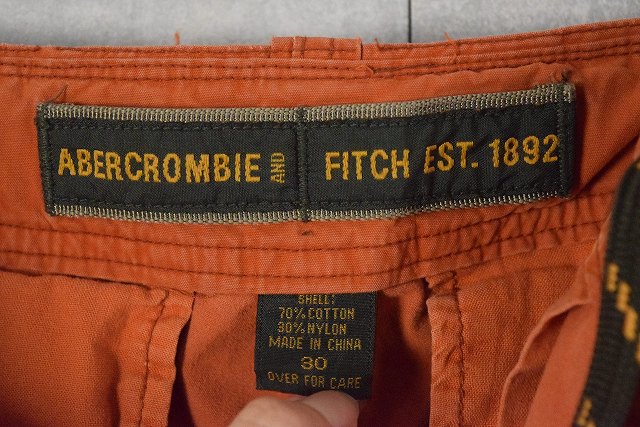 ABERCROMBIE AND FITCH EST. 1892
SHELL:
70% COTTON
30% NYLON
MADE IN CHINA
30
OVER FOR CARE